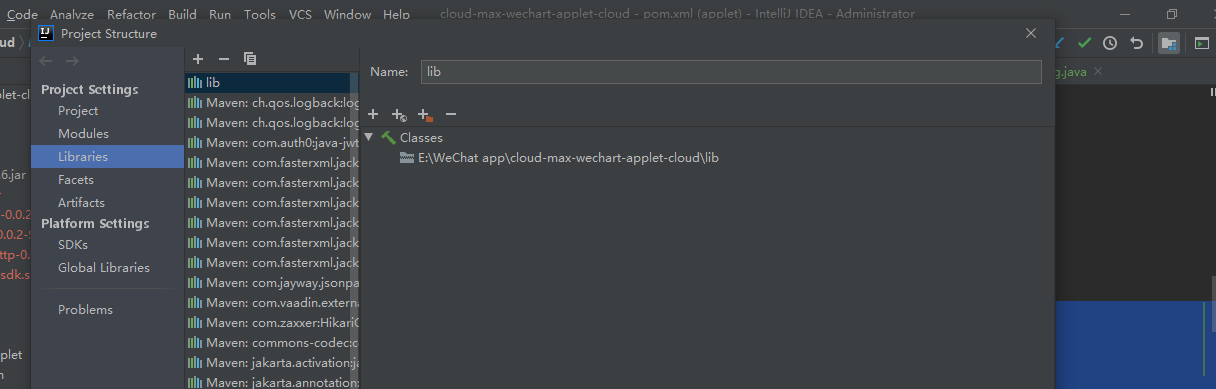 Code Analyze Refactor Build Run Tools VCS Window Help cloud-max-wechart-applet-cloud - pom.xml (applet) - IntelliJ IDEA - Administrator
Project Structure
Project Settings
Project
Modules
Libraries
Facets
Artifacts
Platform Settings
SDKs
Global Libraries
Problems
lib
Maven: ch.qos.logback:log
Maven: ch.qos.logback:log
Maven: com.auth0:java-jwt
Maven: com.fasterxml.jack
Maven: com.fasterxml.jack
Maven: com.fasterxml.jack
Maven: com.fasterxml.jack
Maven: com.fasterxml.jack
Maven: com.fasterxml.jack
Maven: com.jayway.jsonpa
Maven: com.vaadin.externa
Maven: com.zaxxer:HikariC
Maven: commons-codec:c
Maven: jakarta.activation:ja
Maven: jakarta.annotation:
Name: lib
Classes
E:\WeChat app\cloud-max-wechart-applet-cloud\lib
ud
plet-cl
6.jar
-0.0.2
0.0.2-S
ttp-0.
sdk.s
plet
n
g.java